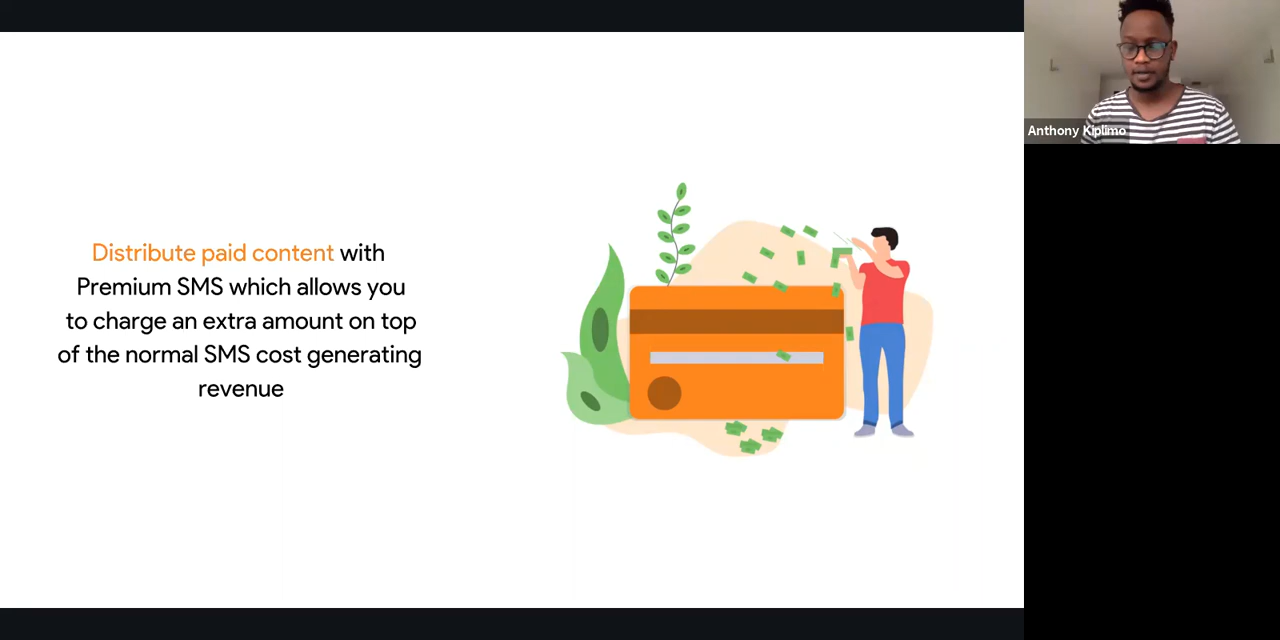 Distribute paid content with
Premium SMS which allows you
to charge an extra amount on top
of the normal SMS cost generating
revenue
Anthony Kiplimo